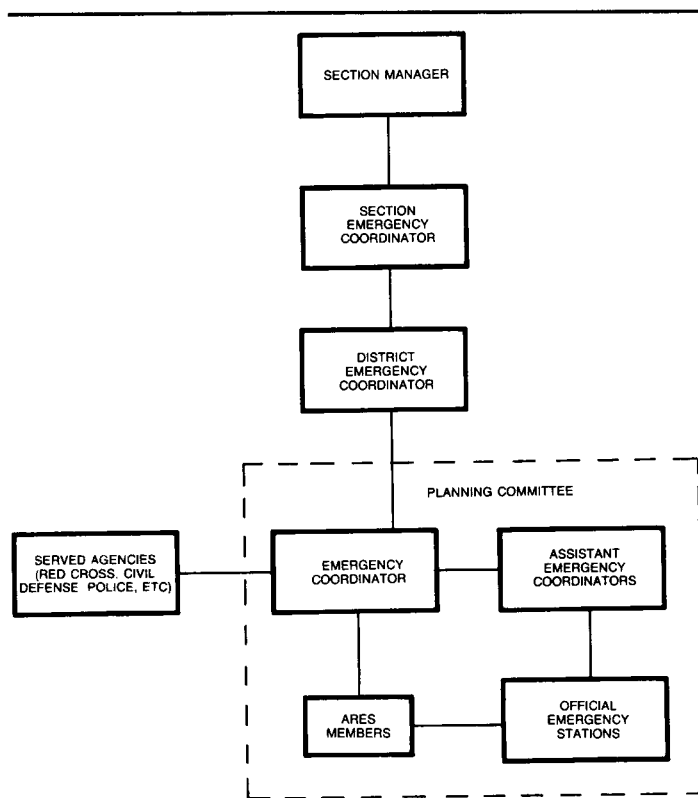 SECTION MANAGER
SECTION
EMERGENCY
COORDINATOR
DISTRICT
EMERGENCY
COORDINATOR
PLANNING COMMITTEE
SERVED AGENCIES
(RED CROSS, CIVIL
DEFENSE POLICE, ETC)
EMERGENCY
COORDINATOR
ASSISTANT
EMERGENCY
COORDINATORS
ARES
MEMBERS
OFFICIAL
EMERGENCY
STATIONS